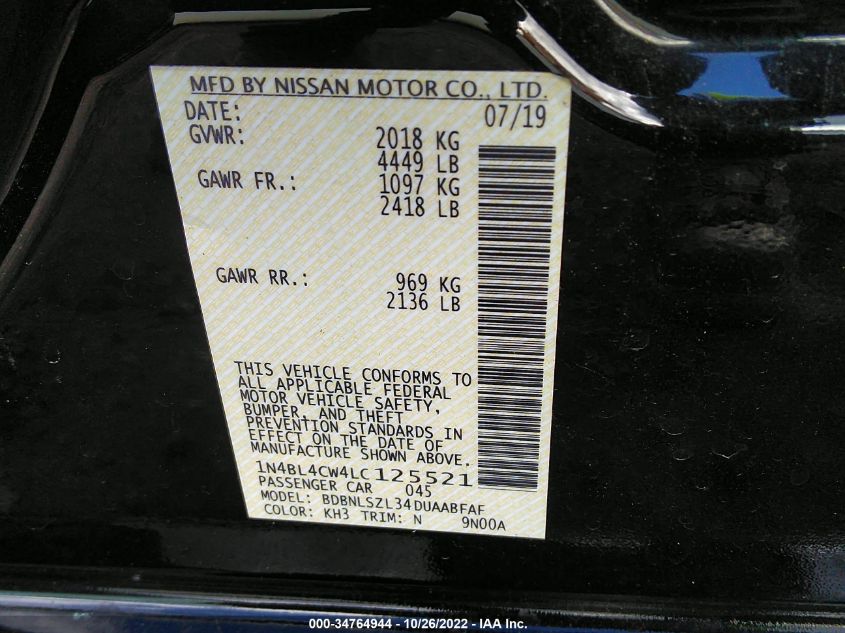 MFD BY NISSAN MOTOR CO., LTD.
DATE: 07/19
GVWR: 2018 KG
4449 LB
GAWR FR.: 1097 KG
2418 LB
GAWR RR.: 969 KG
2136 LB
THIS VEHICLE CONFORMS TO
ALL APPLICABLE FEDERAL
MOTOR VEHICLE SAFETY,
BUMPER, AND THEFT
PREVENTION STANDARDS IN
EFFECT ON THE DATE OF
MANUFACTURE SHOWN ABOVE.
1N4BL4CW4LC125521
PASSENGER CAR 045
MODEL: BDBNLSZL34DUAABFAF
COLOR: KH3 TRIM: N 9N00A
000-34764944 - 10/26/2022 - IAA Inc.